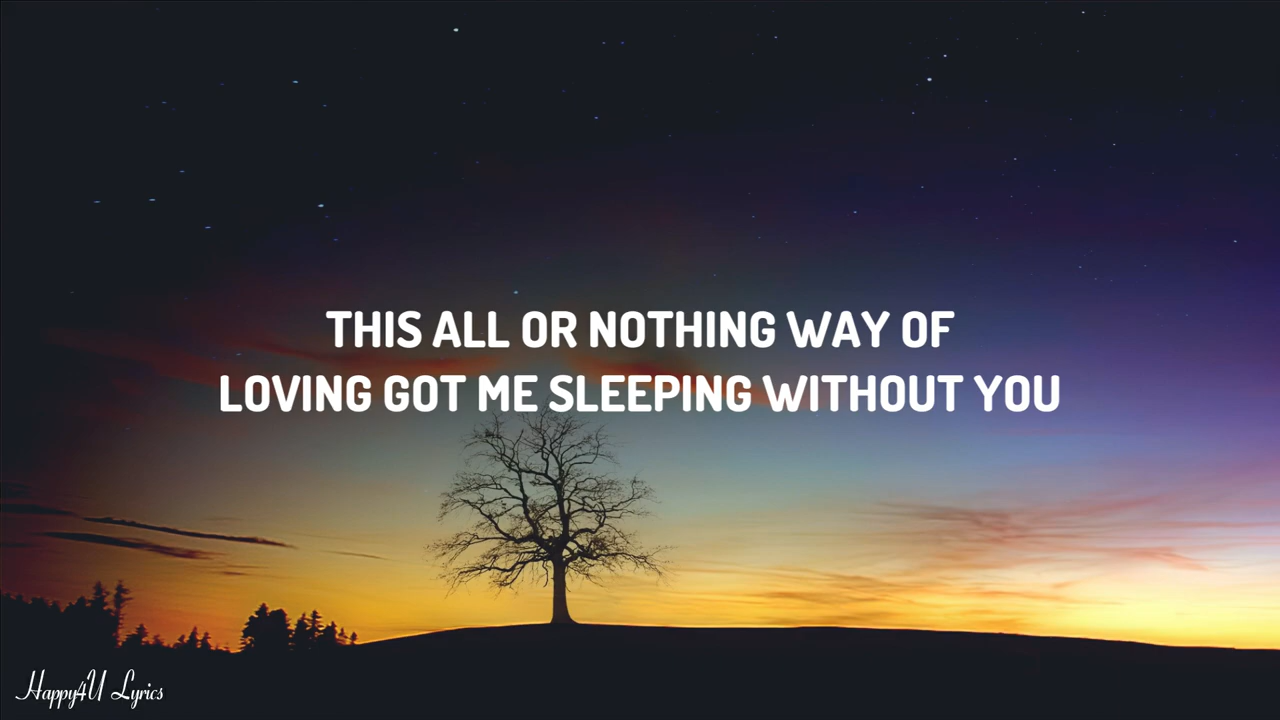 THIS ALL OR NOTHING WAY OF
LOVING GOT ME SLEEPING WITHOUT YOU
Happy4U Lyrics